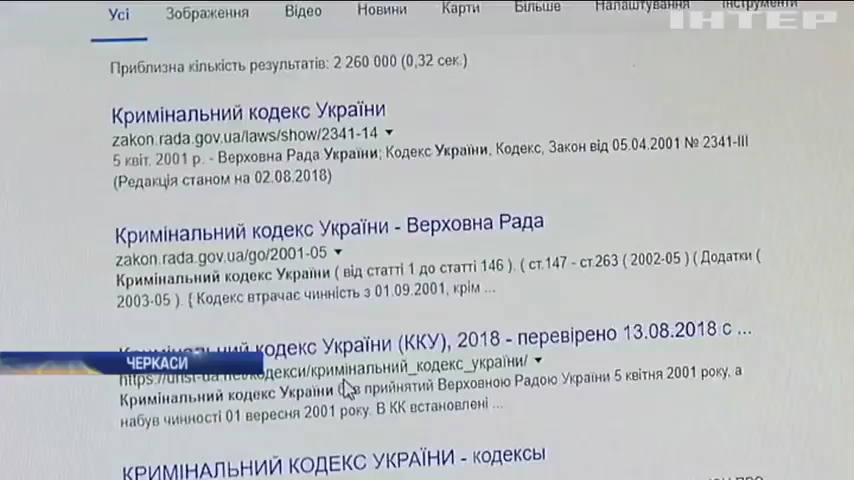 Усі Зображення Відео Новини Карти Більше Налаштування Інструменти
ІНТЕР
Приблизна кількість результатів: 2 260 000 (0,32 сек.)
Кримінальний кодекс України
zakon.rada.gov.ua/laws/show/2341-14
5 квіт. 2001 р. - Верховна Рада України; Кодекс України, Кодекс, Закон від 05.04.2001 № 2341-III
(Редакція станом на 02.08.2018)
Кримінальний кодекс України - Верховна Рада
zakon.rada.gov.ua/go/2001-05
Кримінальний кодекс України ( від статті 1 до статті 146 ). ( ст.147 - ст.263 ( 2002-05 ) ( Додатки (
2003-05 ). { Кодекс втрачає чинність з 01.09.2001, крім ...
Кримінальний кодекс України (ККУ), 2018 - перевірено 13.08.2018 с ...
ЧЕРКАСИ
/кодекси/кримінальний_кодекс_україни/
Кримінальний кодекс України прийнятий Верховною Радою України 5 квітня 2001 року, а
набув чинності 01 вересня 2001 року. В КК встановлені ...
КРИМІНАЛЬНИЙ КОДЕКС УКРАЇНИ - кодексы